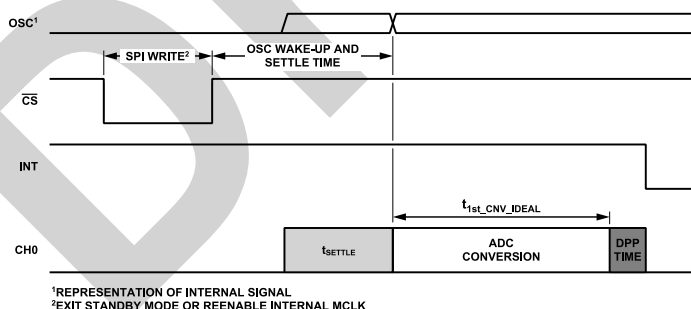 OSC¹
SPI WRITE²
OSC WAKE-UP AND
SETTLE TIME
CS
INT
t1st_CNV_IDEAL
CH0
tSETTLE
ADC
CONVERSION
DPP
TIME
¹REPRESENTATION OF INTERNAL SIGNAL
²EXIT STANDBY MODE OR REENABLE INTERNAL MCLK